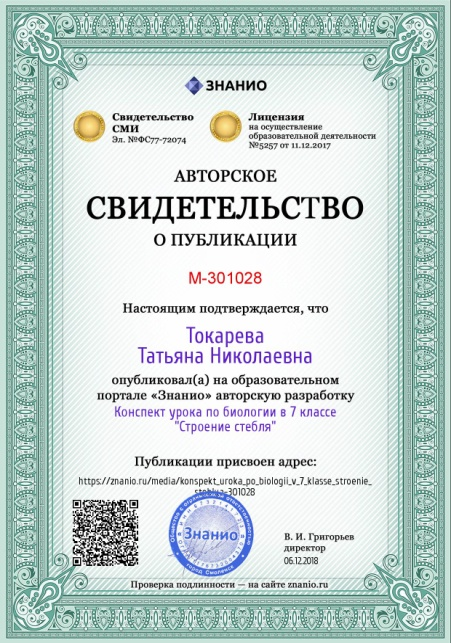 ЗНАНИО
Свидетельство
СМИ
Эл. №ФС77-72074
Лицензия
на осуществление
образовательной деятельности
№5257 от 11.12.2017
АВТОРСКОЕ
СВИДЕТЕЛЬСТВО
О ПУБЛИКАЦИИ
М-301028
Настоящим подтверждается, что
Токарева
Татьяна Николаевна
опубликовал(а) на образовательном
портале «Знанио» авторскую разработку
Конспект урока по биологии в 7 классе
"Строение стебля"
Публикации присвоен адрес:
https://znanio.ru/media/konspekt_uroka_po_biologii_v_7_klasse_stroenie_
301028
Знанио
город Смоленск
В. И. Григорьев
директор
06.12.2018
Проверка подлинности — на сайте znanio.ru